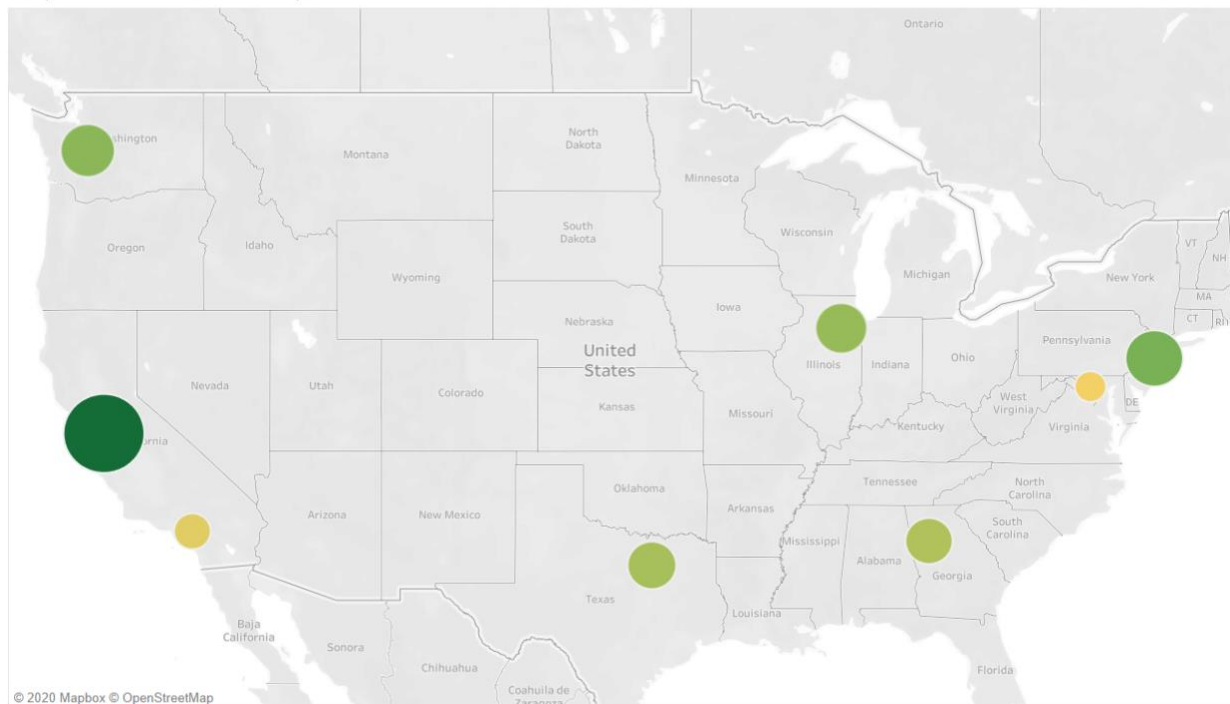 Ontario
shington
North
Dakota
Montana
Minnesota
South
Dakota
Wisconsin
Oregon
Idaho
VT
NH
Michigan
New York
Wyoming
MA
Iowa
CT
RI
Nebraska
Pennsylvania
United
States
Illinois
Indiana
Ohio
Nevada
Utah
Colorado
DE
West
Virginia
Kansas
Missouri
Virginia
Kentucky
ornia
Tennessee
North
Carolina
Oklahoma
Arkansas
Arizona
New Mexico
South
Carolina
Mississippi
Alabama
Georgia
Texas
Louisiana
Baja
California
Sonora
Chihuahua
Florida
Coahuila de
Zaragoza
© 2020 Mapbox © OpenStreetMap